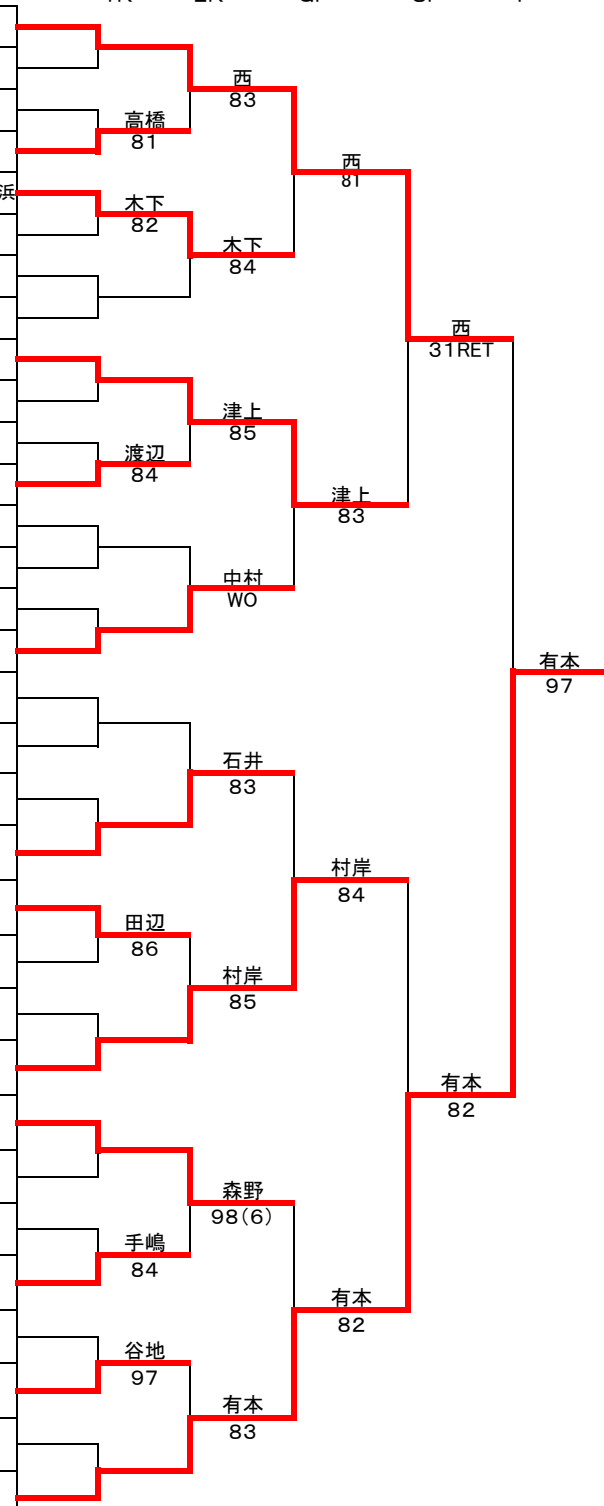 西
83
高橋
81
西
81
浜
木下
82
木下
84
西
31RET
津上
85
渡辺
84
津上
83
中村
WO
有本
97
石井
83
村岸
84
田辺
86
村岸
85
有本
82
森野
98(6)
手嶋
84
有本
82
谷地
97
有本
83